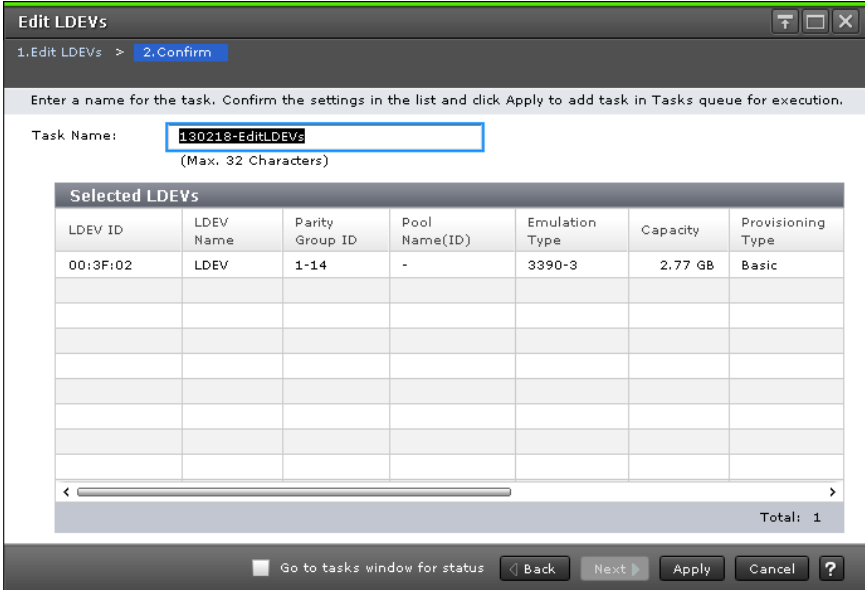 Edit LDEVs
1.Edit LDEVs > 2.Confirm
Enter a name for the task. Confirm the settings in the list and click Apply to add task in Tasks queue for execution.
Task Name: 130218-EditLDEVs
(Max. 32 Characters)
Selected LDEVs
LDEV ID LDEV Name Parity Group ID Pool Name(ID) Emulation Type Capacity Provisioning Type
00:3F:02 LDEV 1-14 - 3390-3 2.77 GB Basic
Total: 1
Go to tasks window for status Back Next Apply Cancel ?